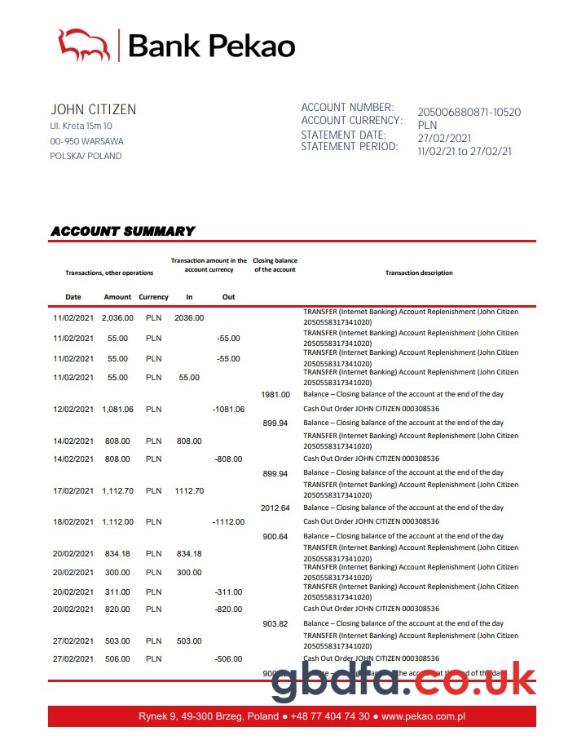 Bank Pekao
JOHN CITIZEN
Ul. Kreta 15m 10
00-950 WARSAWA
POLSKA/ POLAND
ACCOUNT NUMBER: 205006880871-10520
ACCOUNT CURRENCY: PLN
STATEMENT DATE: 27/02/2021
STATEMENT PERIOD: 11/02/21 to 27/02/21
ACCOUNT SUMMARY
Transactions, other operations
Transaction amount in the account currency
Closing balance of the account
Transaction description
Date Amount Currency In Out
11/02/2021 2,036.00 PLN 2036.00 TRANSFER (Internet Banking) Account Replenishment (John Citizen
2050558317341020)
11/02/2021 55.00 PLN -55.00 TRANSFER (Internet Banking) Account Replenishment (John Citizen
2050558317341020)
11/02/2021 55.00 PLN -55.00 TRANSFER (Internet Banking) Account Replenishment (John Citizen
2050558317341020)
11/02/2021 55.00 PLN 55.00 TRANSFER (Internet Banking) Account Replenishment (John Citizen
2050558317341020)
1981.00 Balance – Closing balance of the account at the end of the day
12/02/2021 1,081.06 PLN -1081.06 Cash Out Order JOHN CITIZEN 000308536
899.94 Balance – Closing balance of the account at the end of the day
14/02/2021 808.00 PLN 808.00 TRANSFER (Internet Banking) Account Replenishment (John Citizen
2050558317341020)
14/02/2021 808.00 PLN -808.00 Cash Out Order JOHN CITIZEN 000308536
899.94 Balance – Closing balance of the account at the end of the day
17/02/2021 1,112.70 PLN 1112.70 TRANSFER (Internet Banking) Account Replenishment (John Citizen
2050558317341020)
2012.64 Balance – Closing balance of the account at the end of the day
18/02/2021 1,112.00 PLN -1112.00 Cash Out Order JOHN CITIZEN 000308536
900.64 Balance – Closing balance of the account at the end of the day
20/02/2021 834.18 PLN 834.18 TRANSFER (Internet Banking) Account Replenishment (John Citizen
2050558317341020)
20/02/2021 300.00 PLN 300.00 TRANSFER (Internet Banking) Account Replenishment (John Citizen
2050558317341020)
20/02/2021 311.00 PLN -311.00 TRANSFER (Internet Banking) Account Replenishment (John Citizen
2050558317341020)
20/02/2021 820.00 PLN -820.00 Cash Out Order JOHN CITIZEN 000308536
903.82 Balance – Closing balance of the account at the end of the day
27/02/2021 503.00 PLN 503.00 TRANSFER (Internet Banking) Account Replenishment (John Citizen
2050558317341020)
27/02/2021 506.00 PLN -506.00 Cash Out Order JOHN CITIZEN 000308536
– Closing balance of the account at the end of the day
gbdfa.co.uk
Rynek 9, 49-300 Brzeg, Poland ● +48 77 404 74 30 ● www.pekao.com.pl